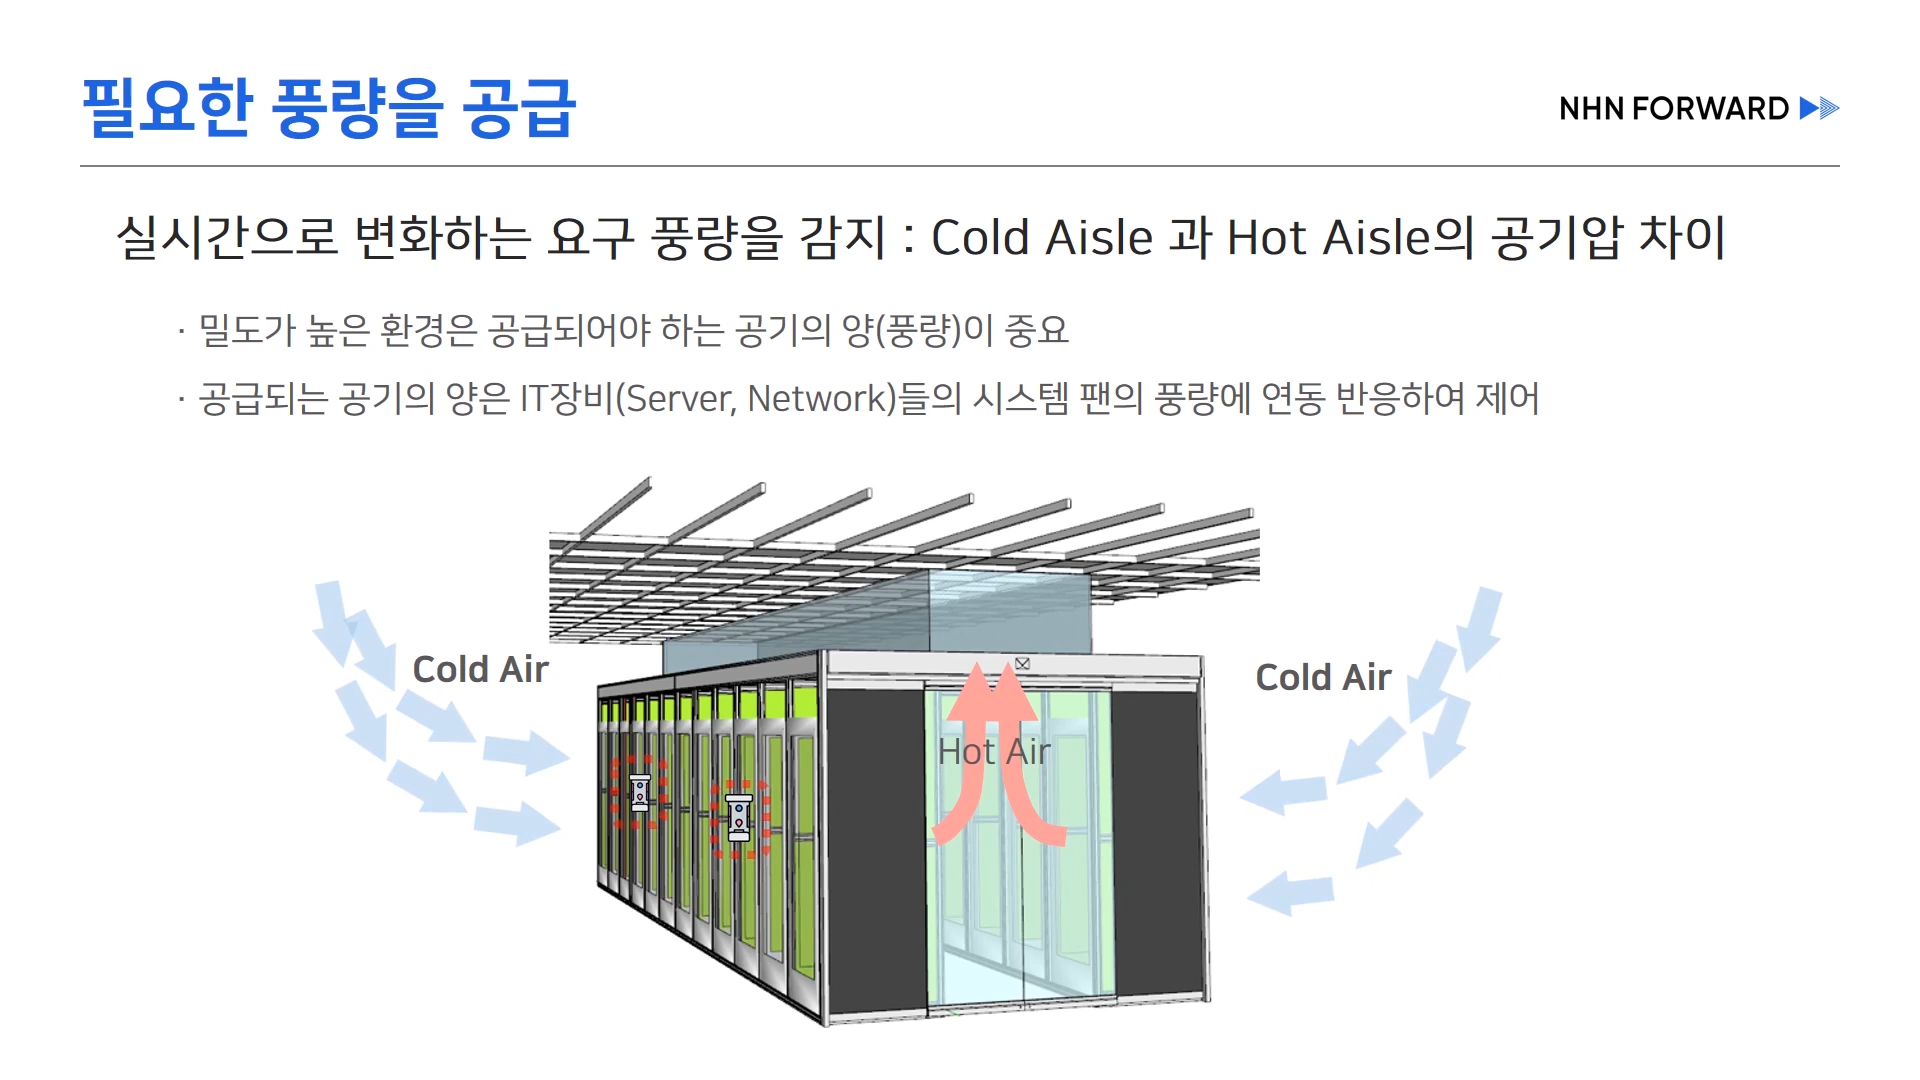 필요한 풍량을 공급
NHN FORWARD
실시간으로 변화하는 요구 풍량을 감지 : Cold Aisle 과 Hot Aisle의 공기압 차이
· 밀도가 높은 환경은 공급되어야 하는 공기의 양(풍량)이 중요
· 공급되는 공기의 양은 IT장비(Server, Network)들의 시스템 팬의 풍량에 연동 반응하여 제어
Cold Air
Cold Air
Hot Air